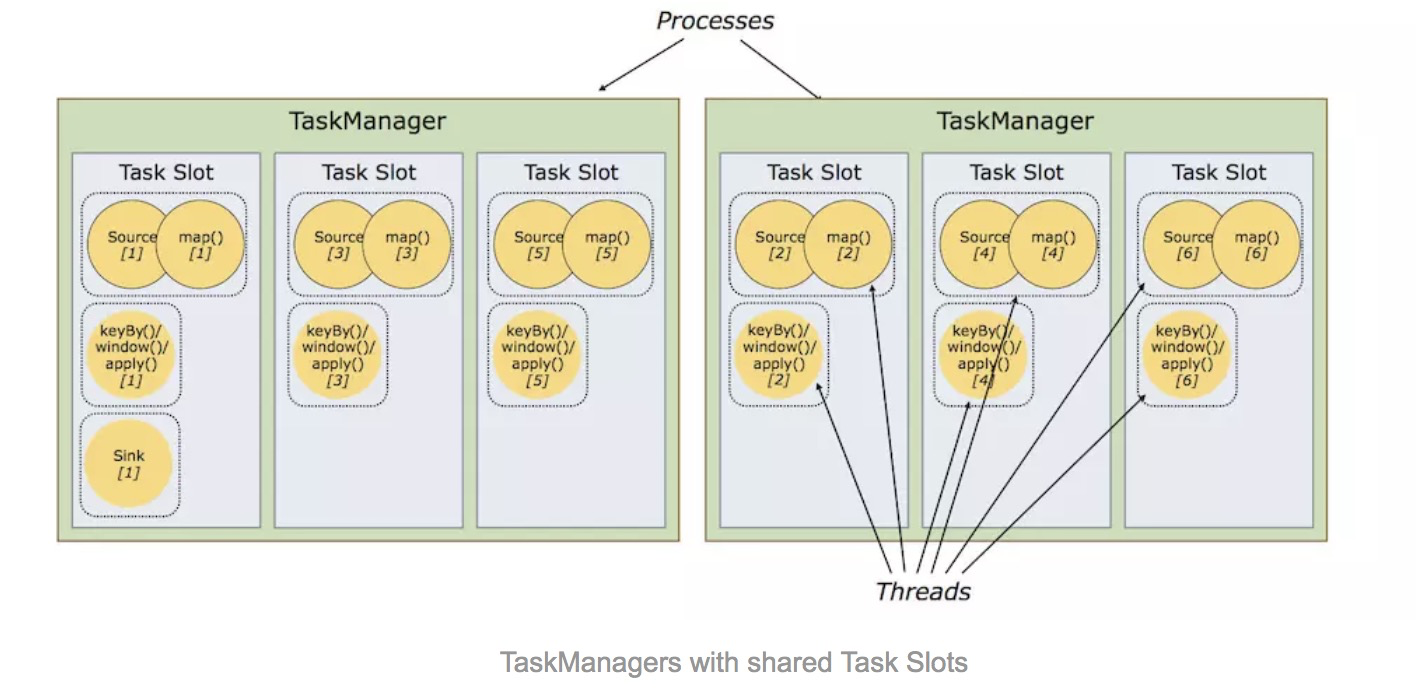 Processes
TaskManager
TaskManager
Task Slot
Task Slot
Task Slot
Task Slot
Task Slot
Task Slot
Source
[1]
map()
[1]
Source
[3]
map()
[3]
Source
[5]
map()
[5]
Source
[2]
map()
[2]
Source
[4]
map()
[4]
Source
[6]
map()
[6]
keyBy()/
window()/
apply()
[1]
keyBy()/
window()/
apply()
[3]
keyBy()/
window()/
apply()
[5]
keyBy()/
window()/
apply()
[2]
keyBy()/
window()/
apply()
[4]
keyBy()/
window()/
apply()
[6]
Sink
[1]
Threads
TaskManagers with shared Task Slots